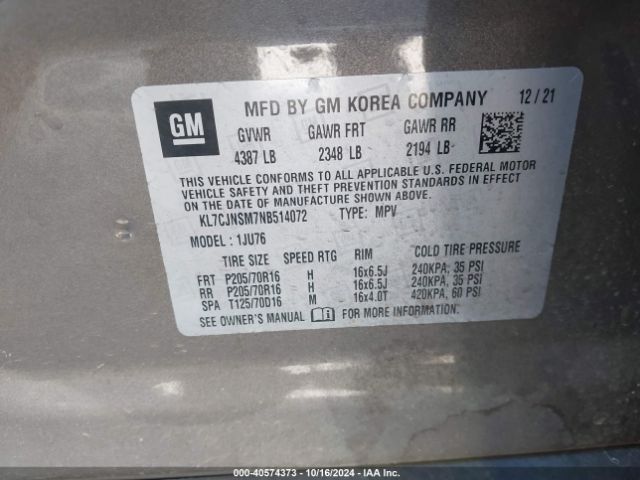 GM
MFD BY GM KOREA COMPANY 12/21
GVWR GAWR FRT GAWR RR
4387 LB 2348 LB 2194 LB
THIS VEHICLE CONFORMS TO ALL APPLICABLE U.S. FEDERAL MOTOR
VEHICLE SAFETY AND THEFT PREVENTION STANDARDS IN EFFECT
ON THE DATE OF MANUFACTURE SHOWN ABOVE.
KL7CJNSM7NB514072 TYPE: MPV
MODEL: 1JU76
TIRE SIZE SPEED RTG RIM COLD TIRE PRESSURE
FRT P205/70R16 H 16x6.5J 240KPA, 35 PSI
RR P205/70R16 H 16x6.5J 240KPA, 35 PSI
SPA T125/70D16 M 16x4.0T 420KPA, 60 PSI
SEE OWNER'S MANUAL FOR MORE INFORMATION.
000-40574373 - 10/16/2024 - IAA Inc.